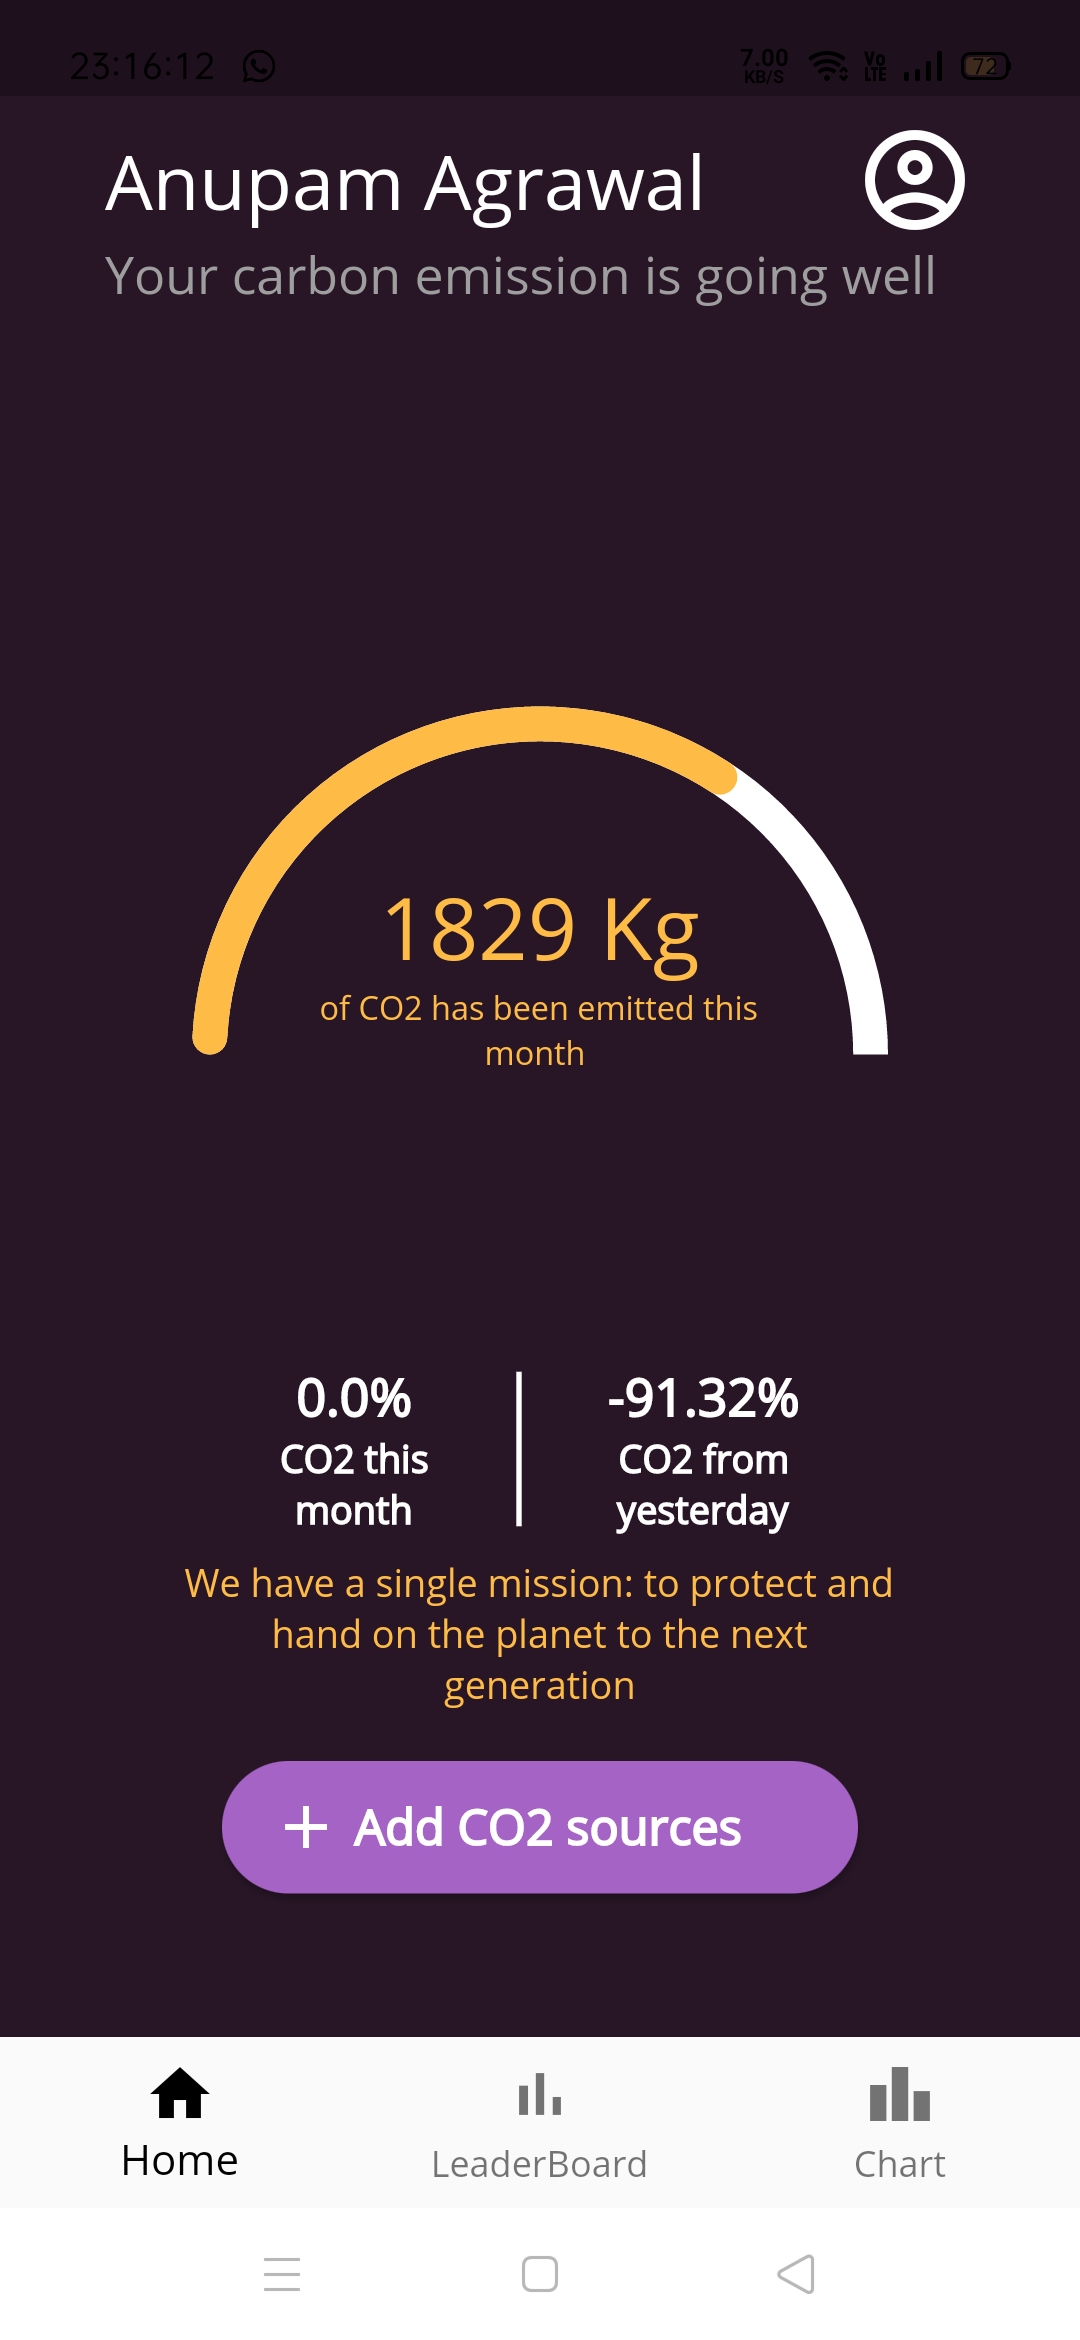 23:16:12
7.00
KB/S
Vo
LTE
72
Anupam Agrawal
Your carbon emission is going well
1829 Kg
of CO2 has been emitted this
month
0.0%
CO2 this
month
-91.32%
CO2 from
yesterday
We have a single mission: to protect and
hand on the planet to the next
generation
+ Add CO2 sources
Home
LeaderBoard
Chart